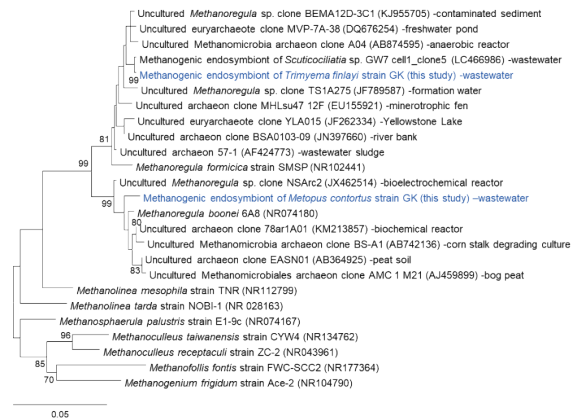 Uncultured Methanoregula sp. clone BEMA12D-3C1 (KJ955705) -contaminated sediment
Uncultured euryarchaeote clone MVP-7A-38 (DQ676254) -freshwater pond
Uncultured Methanomicrobia archaeon clone A04 (AB874595) -anaerobic reactor
Methanogenic endosymbiont of Scuticociliatia sp. GW7 cell1_clone5 (LC466986) -wastewater
99
Methanogenic endosymbiont of Trimyema finlayi strain GK (this study) -wastewater
Uncultured Methanoregula sp. clone TS1A275 (JF789587) -formation water
Uncultured archaeon clone MHLsu47 12F (EU155921) -minerotrophic fen
Uncultured euryarchaeote clone YLA015 (JF262334) -Yellowstone Lake
Uncultured archaeon clone BSA0103-09 (JN397660) -river bank
81
Uncultured archaeon 57-1 (AF424773) -wastewater sludge
99
Methanoregula formicica strain SMSP (NR102441)
Uncultured Methanoregula sp. clone NSArc2 (JX462514) -bioelectrochemical reactor
99
Methanogenic endosymbiont of Metopus contortus strain GK (this study) –wastewater
Methanoregula boonei 6A8 (NR074180)
80
Uncultured archaeon clone 78ar1A01 (KM213857) -biochemical reactor
Uncultured Methanomicrobia archaeon clone BS-A1 (AB742136) -corn stalk degrading culture
Uncultured archaeon clone EASN01 (AB364925) -peat soil
83
Uncultured Methanomicrobiales archaeon clone AMC 1 M21 (AJ459899) -bog peat
Methanolinea mesophila strain TNR (NR112799)
Methanolinea tarda strain NOBI-1 (NR 028163)
Methanosphaerula palustris strain E1-9c (NR074167)
96
Methanoculleus taiwanensis strain CYW4 (NR134762)
Methanoculleus receptaculi strain ZC-2 (NR043961)
85
Methanofollis fontis strain FWC-SCC2 (NR177364)
70
Methanogenium frigidum strain Ace-2 (NR104790)
0.05